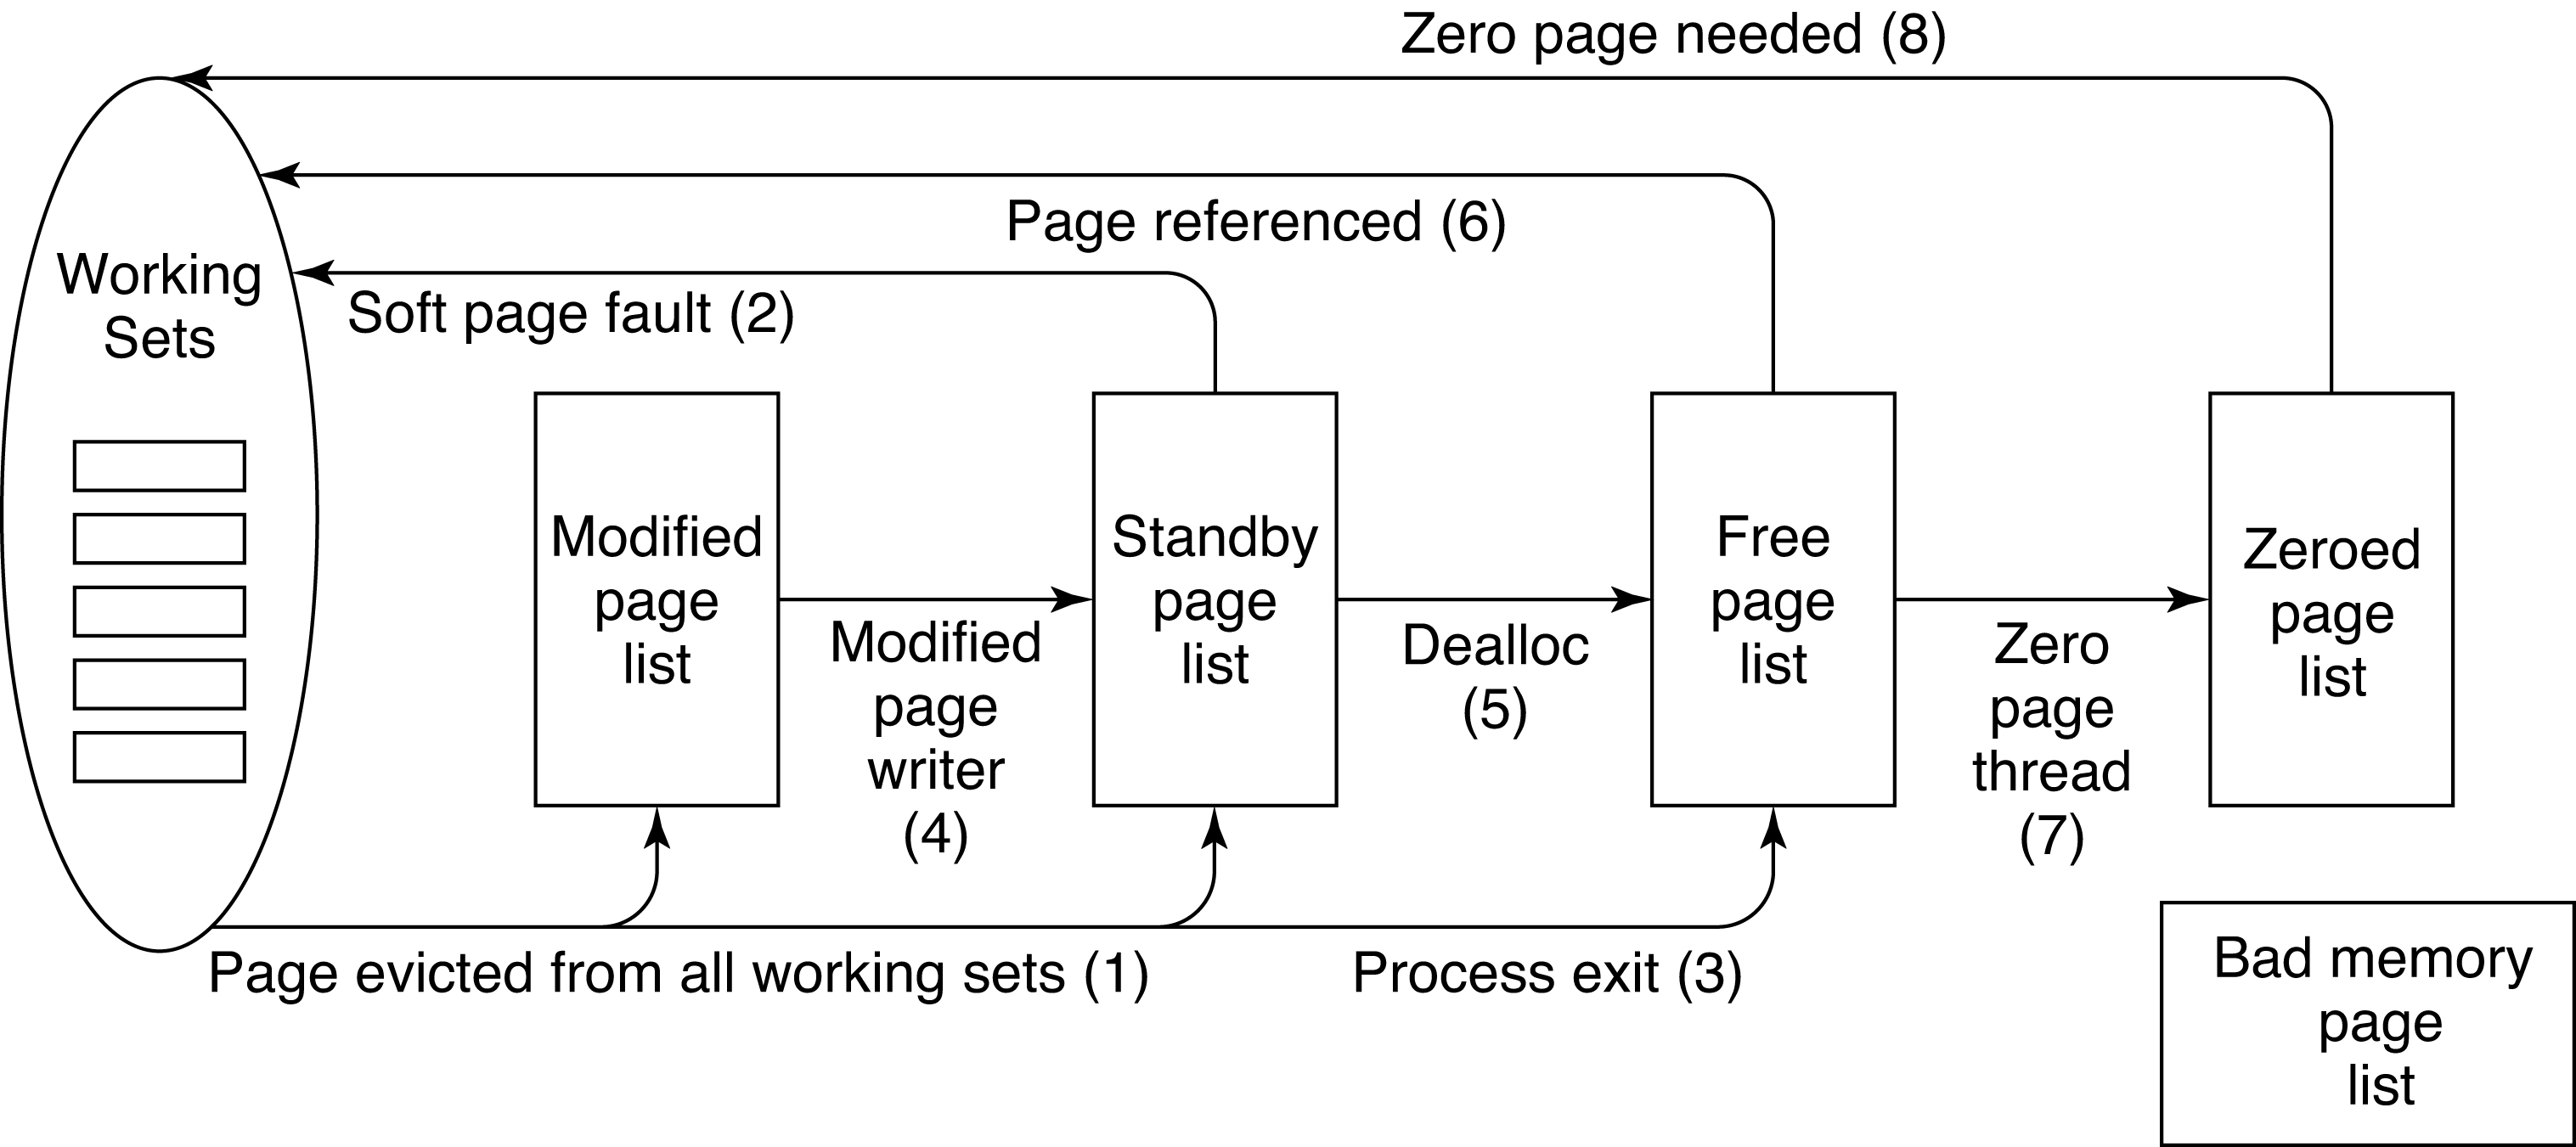 Zero page needed (8)
Page referenced (6)
Soft page fault (2)
Working
Sets
Modified
page
list
Modified
page
writer
(4)
Standby
page
list
Dealloc
(5)
Free
page
list
Zero
page
thread
(7)
Zeroed
page
list
Page evicted from all working sets (1)
Process exit (3)
Bad memory
page
list